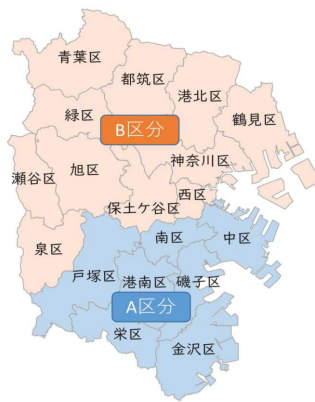 青葉区
都筑区
港北区
鶴見区
緑区
B区分
神奈川区
旭区
瀬谷区
西区
保土ケ谷区
泉区
南区
中区
戸塚区
港南区
磯子区
A区分
栄区
金沢区